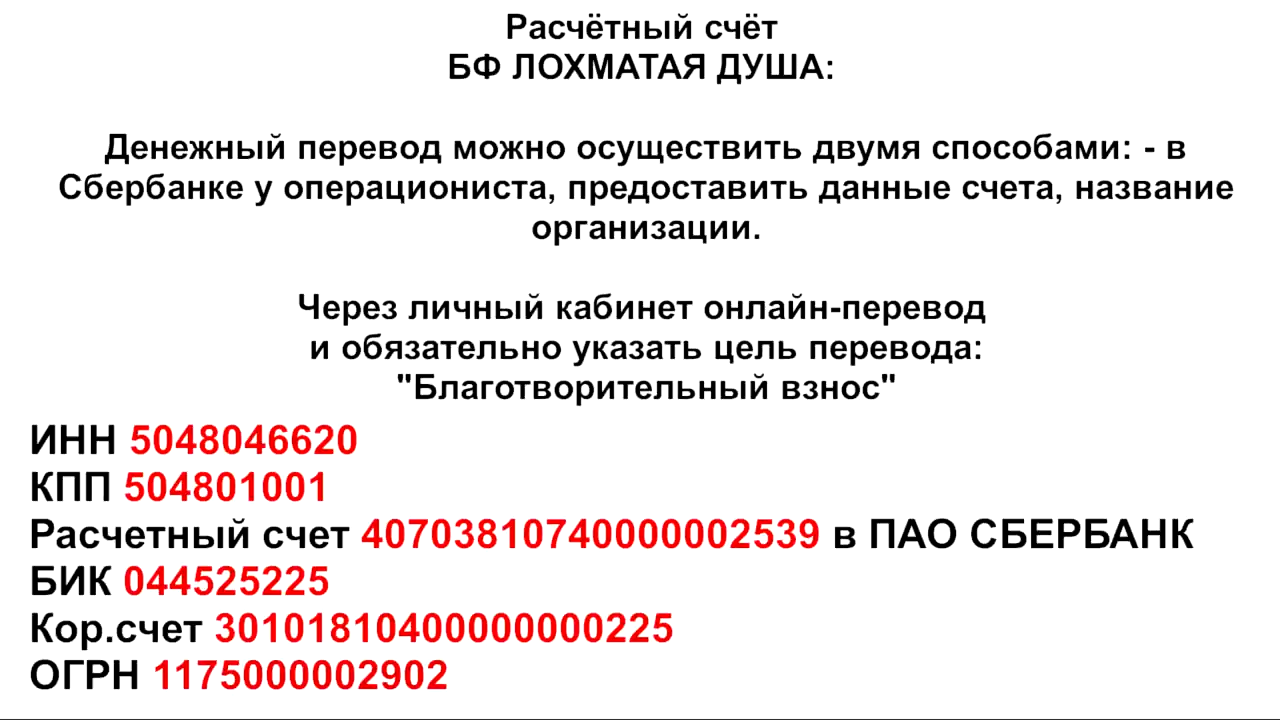 Расчётный счёт
БФ ЛОХМАТАЯ ДУША:
Денежный перевод можно осуществить двумя способами: - в
Сбербанке у операциониста, предоставить данные счета, название
организации.
Через личный кабинет онлайн-перевод
и обязательно указать цель перевода:
"Благотворительный взнос"
ИНН 5048046620
КПП 504801001
Расчетный счет 40703810740000002539 в ПАО СБЕРБАНК
БИК 044525225
Кор.счет 30101810400000000225
ОГРН 1175000002902